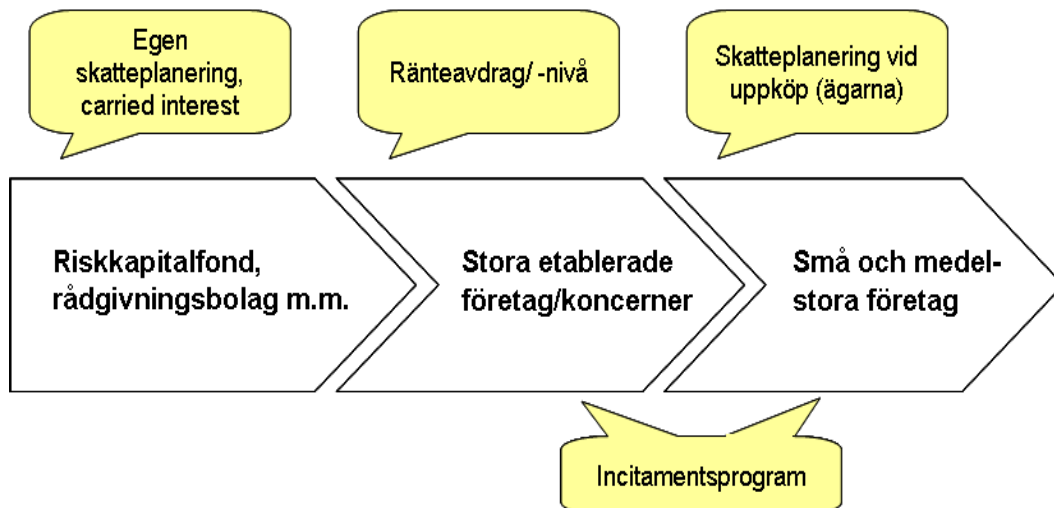 Egen
skatteplanering,
carried interest
Ränteavdrag/ -nivå
Skatteplanering vid
uppköp (ägarna)
Riskkapitalfond,
rådgivningsbolag m.m.
Stora etablerade
företag/koncerner
Små och medel-
stora företag
Incitamentsprogram